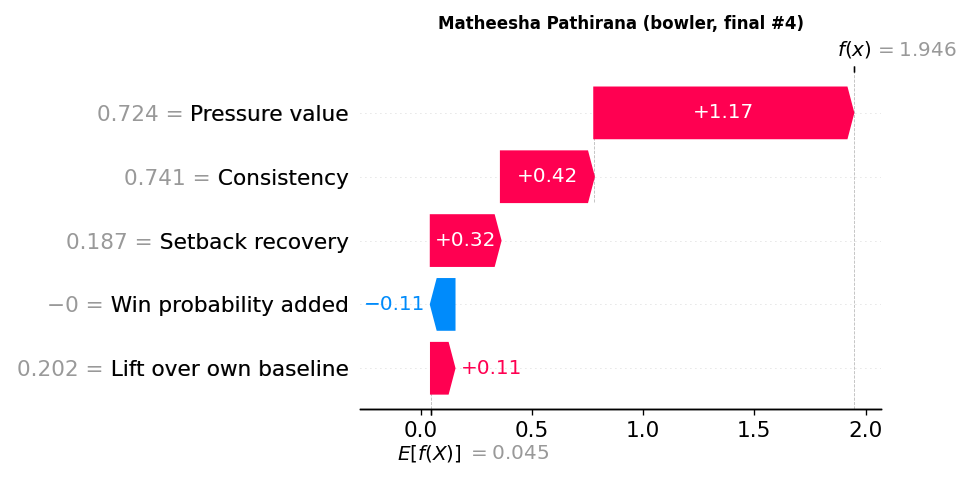 Matheesha Pathirana (bowler, final #4)
f(x) = 1.946
0.724 = Pressure value
+1.17
0.741 = Consistency
+0.42
0.187 = Setback recovery
+0.32
−0 = Win probability added
−0.11
0.202 = Lift over own baseline
+0.11
0.0 0.5 1.0 1.5 2.0
E[f(X)] = 0.045